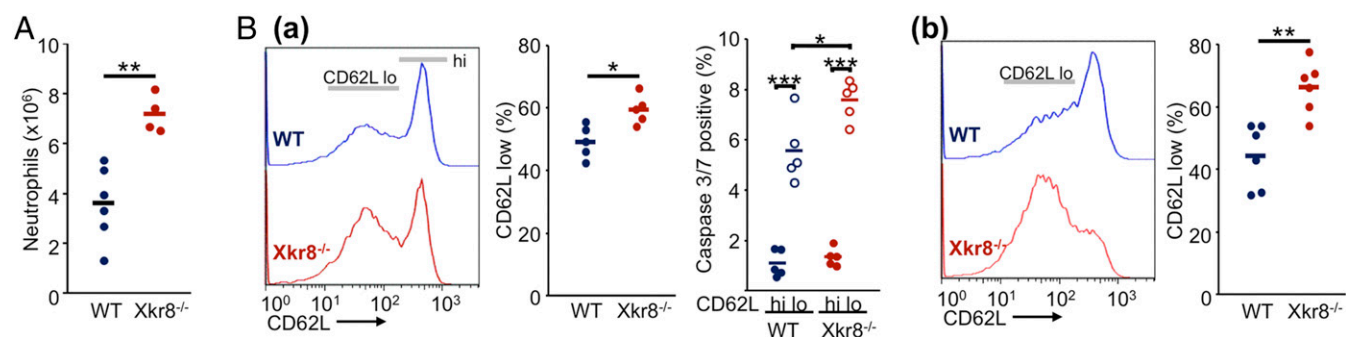 A
Neutrophils (x10⁶)
10
8
6
4
2
0
**
WT Xkr8⁻/⁻
B (a)
hi
CD62L lo
WT
Xkr8⁻/⁻
10⁰ 10¹ 10² 10³
CD62L
CD62L low (%)
80
60
40
20
0
*
WT Xkr8⁻/⁻
Caspase 3/7 positive (%)
10
8
6
4
2
*
*** ***
CD62L hi lo hi lo
WT Xkr8⁻/⁻
(b)
CD62L lo
WT
Xkr8⁻/⁻
10⁰ 10¹ 10² 10³
CD62L
CD62L low (%)
80
60
40
20
0
**
WT Xkr8⁻/⁻